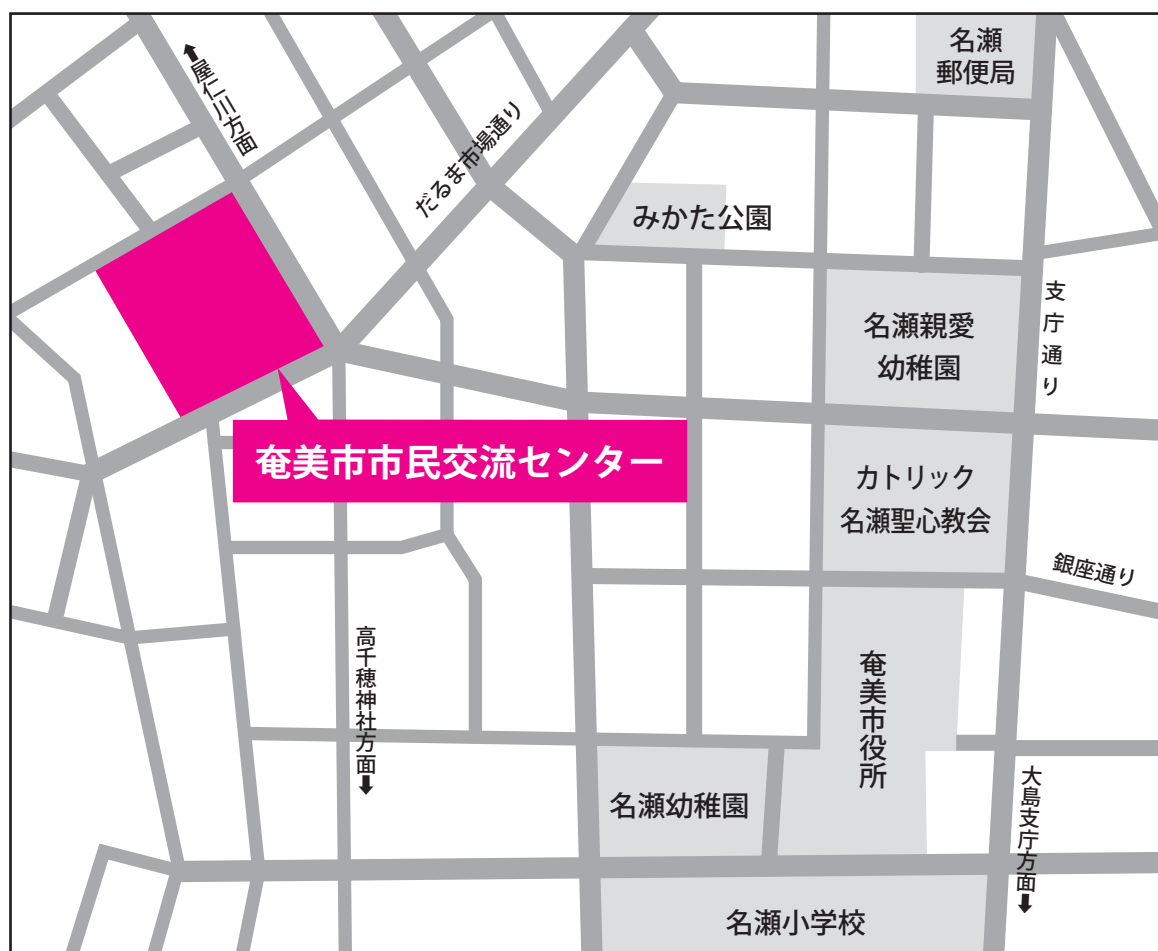 名瀬
郵便局
⬆屋仁川方面
だるま市場通り
みかた公園
名瀬親愛
幼稚園
支庁通り
奄美市市民交流センター
カトリック
名瀬聖心教会
銀座通り
高千穂神社方面⬇
奄美市役所
名瀬幼稚園
大島支庁方面⬇
名瀬小学校